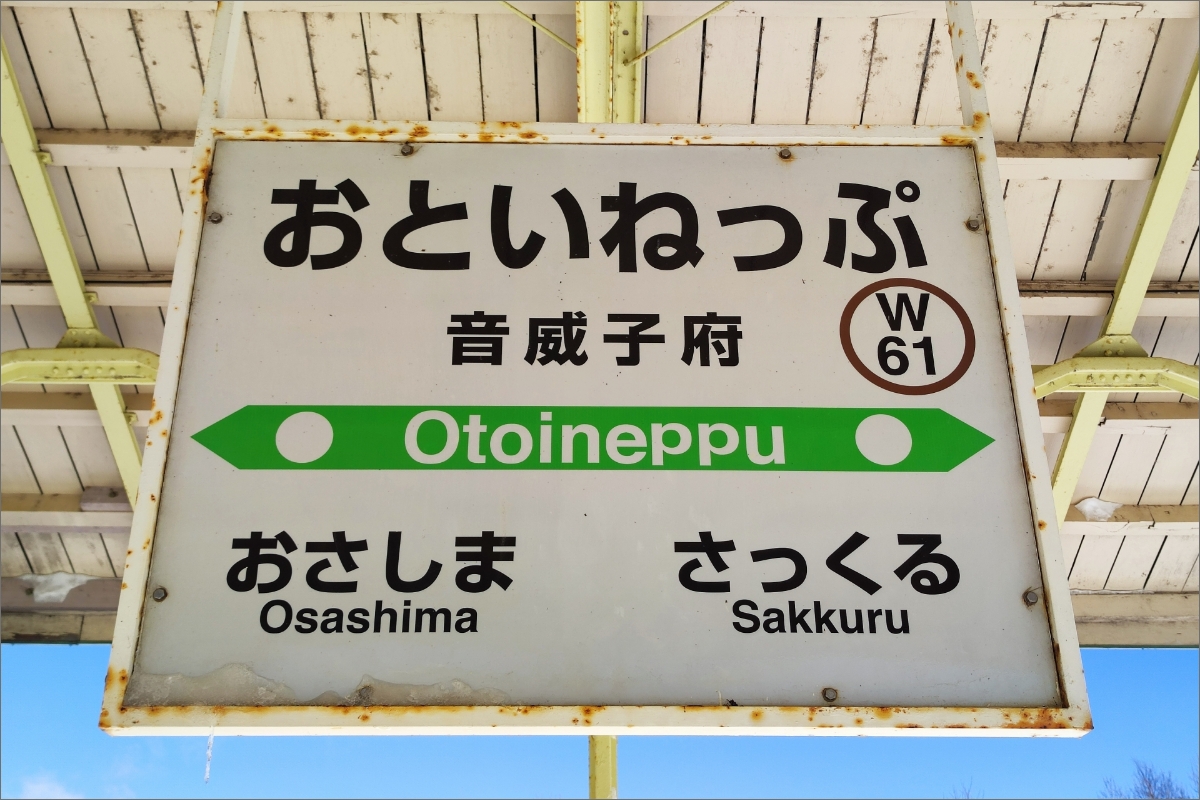 おといねっぷ
音威子府
W
61
Otoineppu
おさしま さっくる
Osashima Sakkuru